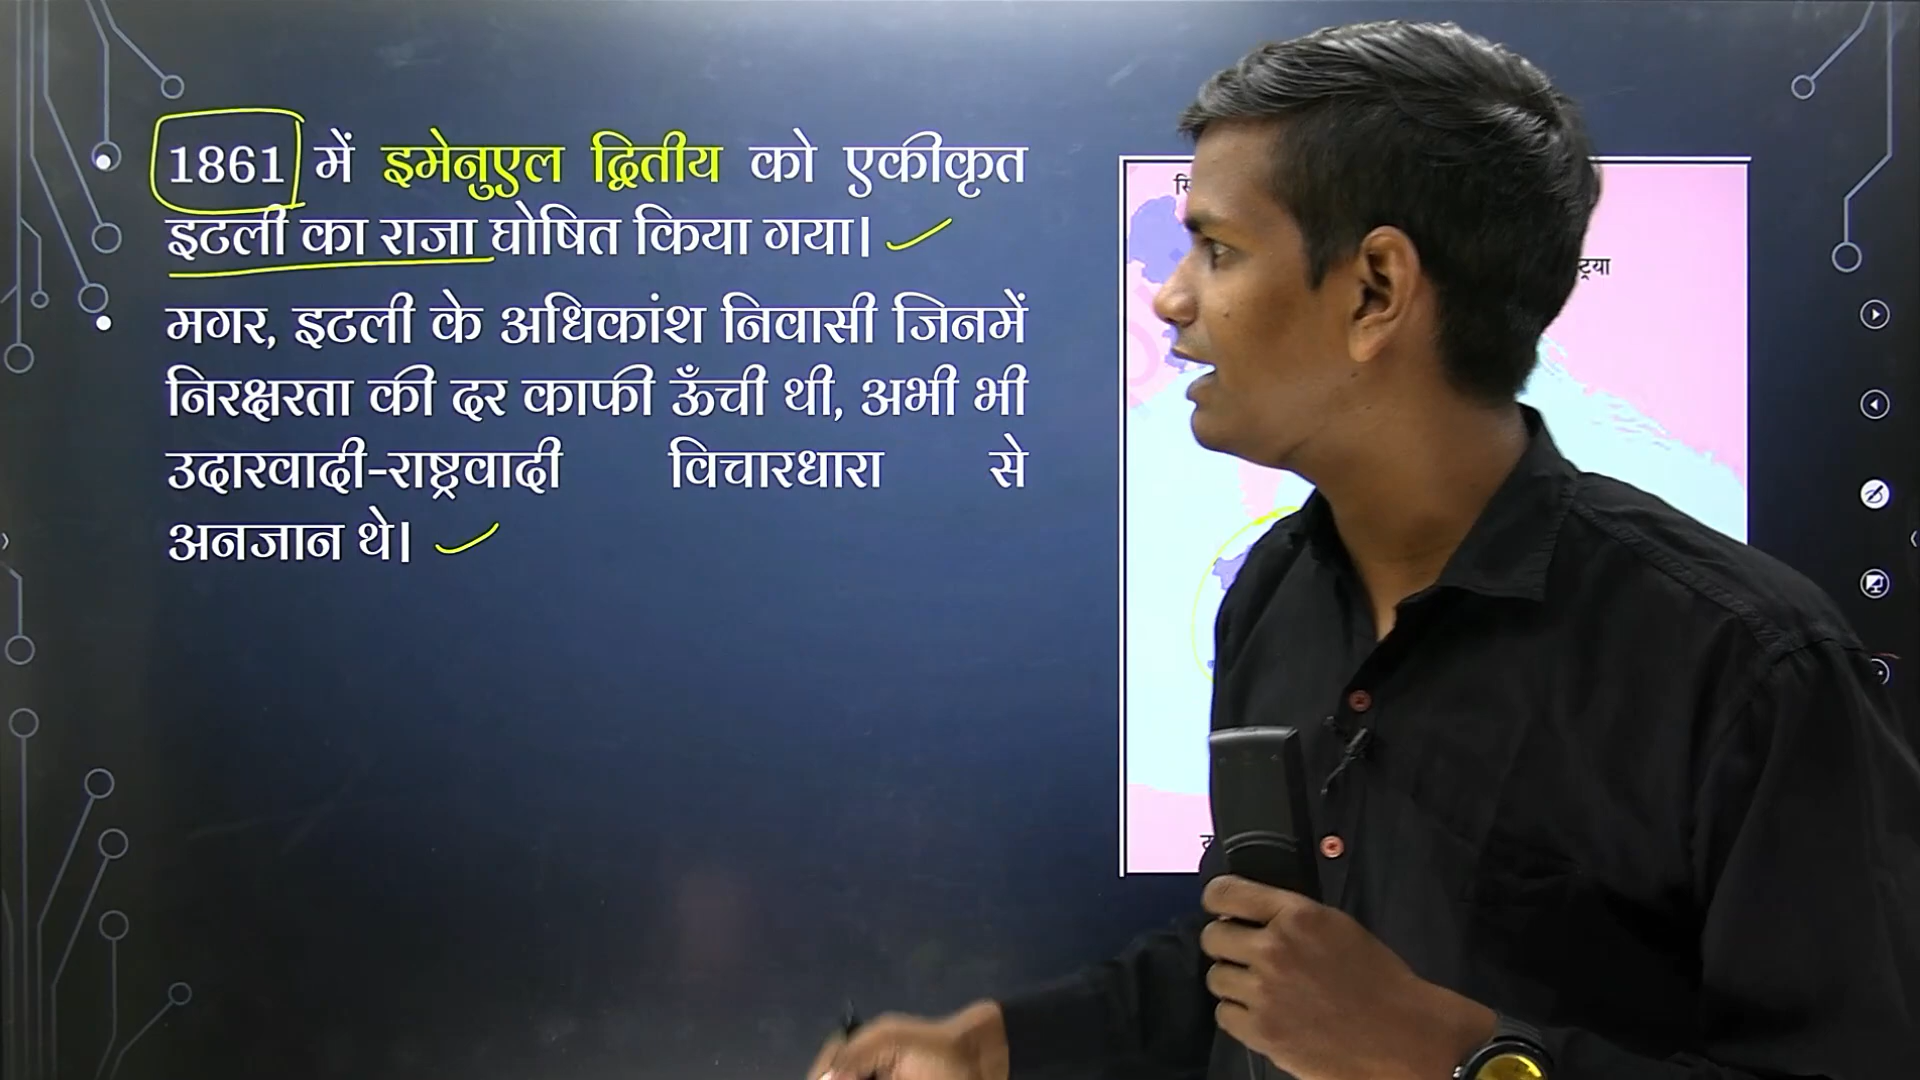 1861 में इमेनुएल द्वितीय को एकीकृत
इटली का राजा घोषित किया गया।
मगर, इटली के अधिकांश निवासी जिनमें
निरक्षरता की दर काफी ऊँची थी, अभी भी
उदारवादी-राष्ट्रवादी विचारधारा से
अनजान थे।